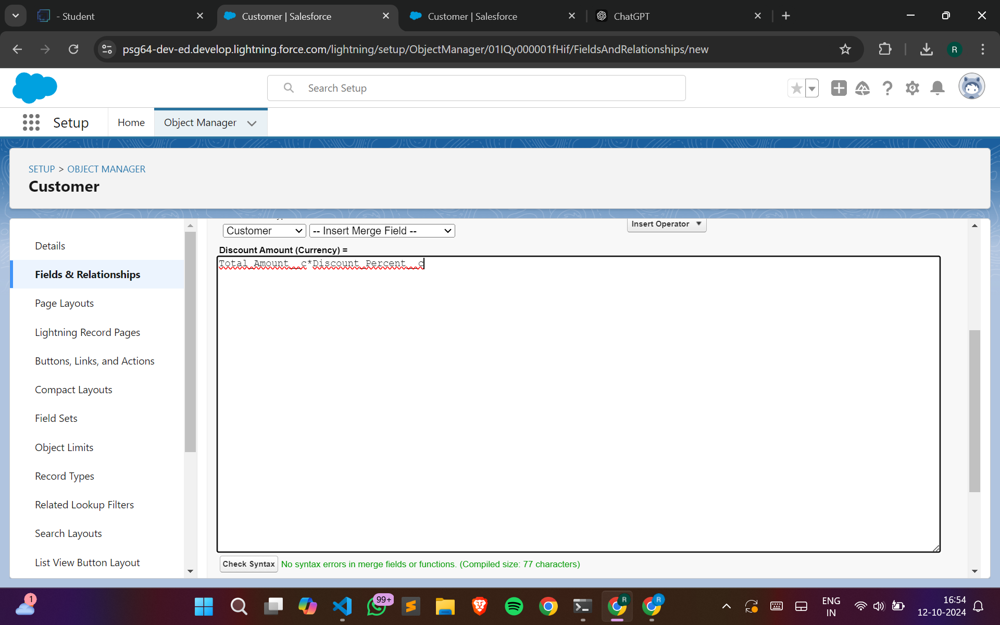 - Student
Customer | Salesforce
Customer | Salesforce
ChatGPT
psg64-dev-ed.develop.lightning.force.com/lightning/setup/ObjectManager/01IQy000001fHif/FieldsAndRelationships/new
R
Search Setup
Setup
Home
Object Manager
SETUP > OBJECT MANAGER
Customer
Details
Fields & Relationships
Page Layouts
Lightning Record Pages
Buttons, Links, and Actions
Compact Layouts
Field Sets
Object Limits
Record Types
Related Lookup Filters
Search Layouts
List View Button Layout
Customer
-- Insert Merge Field --
Insert Operator
Discount Amount (Currency) =
Total_Amount__c*Discount_Percent__c
Check Syntax
No syntax errors in merge fields or functions. (Compiled size: 77 characters)
1
99+
R
R
ENG
IN
16:54
12-10-2024